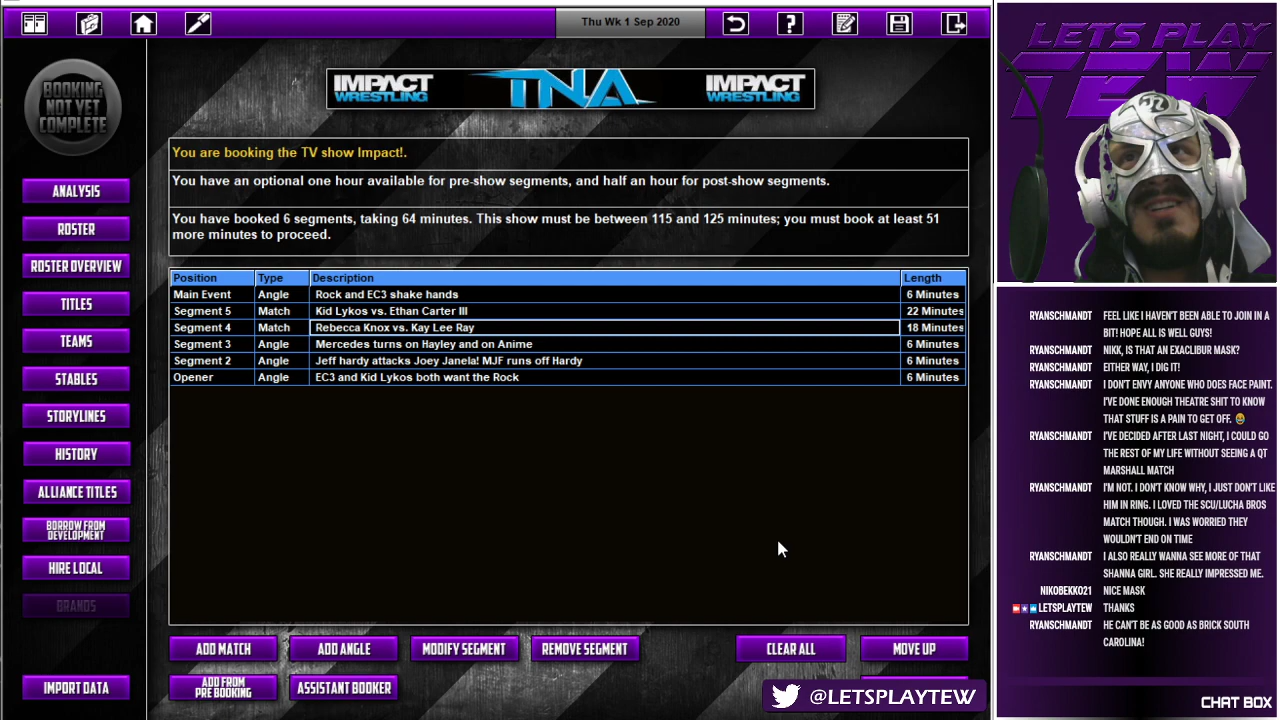 Thu Wk 1 Sep 2020
LETS PLAY
TEW
BOOKING
NOT YET
COMPLETE
IMPACT
WRESTLING
TNA
IMPACT
WRESTLING
You are booking the TV show Impact!.
You have an optional one hour available for pre-show segments, and half an hour for post-show segments.
You have booked 6 segments, taking 64 minutes. This show must be between 115 and 125 minutes; you must book at least 51
more minutes to proceed.
ANALYSIS
ROSTER
ROSTER OVERVIEW
TITLES
TEAMS
STABLES
STORYLINES
HISTORY
ALLIANCE TITLES
BORROW FROM
DEVELOPMENT
HIRE LOCAL
BRANDS
IMPORT DATA
Position Type Description Length
Main Event Angle Rock and EC3 shake hands 6 Minutes
Segment 5 Match Kid Lykos vs. Ethan Carter III 22 Minutes
Segment 4 Match Rebecca Knox vs. Kay Lee Ray 18 Minutes
Segment 3 Angle Mercedes turns on Hayley and on Anime 6 Minutes
Segment 2 Angle Jeff hardy attacks Joey Janela! MJF runs off Hardy 6 Minutes
Opener Angle EC3 and Kid Lykos both want the Rock 6 Minutes
ADD MATCH ADD ANGLE MODIFY SEGMENT REMOVE SEGMENT CLEAR ALL MOVE UP
ADD FROM
PRE BOOKING
ASSISTANT BOOKER
@LETSPLAYTEW
RYANSCHMANDT FEEL LIKE I HAVEN'T BEEN ABLE TO JOIN IN A
BIT! HOPE ALL IS WELL GUYS!
RYANSCHMANDT NIKK, IS THAT AN EXACLIBUR MASK?
RYANSCHMANDT EITHER WAY, I DIG IT!
RYANSCHMANDT I DON'T ENVY ANYONE WHO DOES FACE PAINT.
I'VE DONE ENOUGH THEATRE SHIT TO KNOW
THAT STUFF IS A PAIN TO GET OFF. 😂
RYANSCHMANDT I'VE DECIDED AFTER LAST NIGHT, I COULD GO
THE REST OF MY LIFE WITHOUT SEEING A QT
MARSHALL MATCH
RYANSCHMANDT I'M NOT. I DON'T KNOW WHY, I JUST DON'T LIKE
HIM IN RING. I LOVED THE SCU/LUCHA BROS
MATCH THOUGH. I WAS WORRIED THEY
WOULDN'T END ON TIME
RYANSCHMANDT I ALSO REALLY WANNA SEE MORE OF THAT
SHANNA GIRL. SHE REALLY IMPRESSED ME.
NIKOBEKKO21 NICE MASK
LETSPLAYTEW THANKS
RYANSCHMANDT HE CAN'T BE AS GOOD AS BRICK SOUTH
CAROLINA!
CHAT BOX